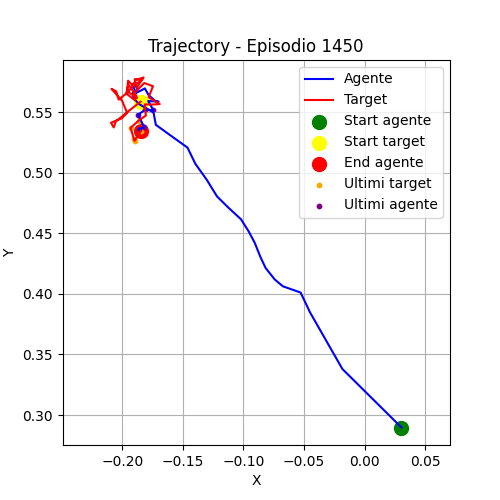 Trajectory - Episodio 1450
Agente
Target
Start agente
Start target
End agente
Ultimi target
Ultimi agente
Y
0.55
0.50
0.45
0.40
0.35
0.30
−0.20
−0.15
−0.10
−0.05
0.00
0.05
X